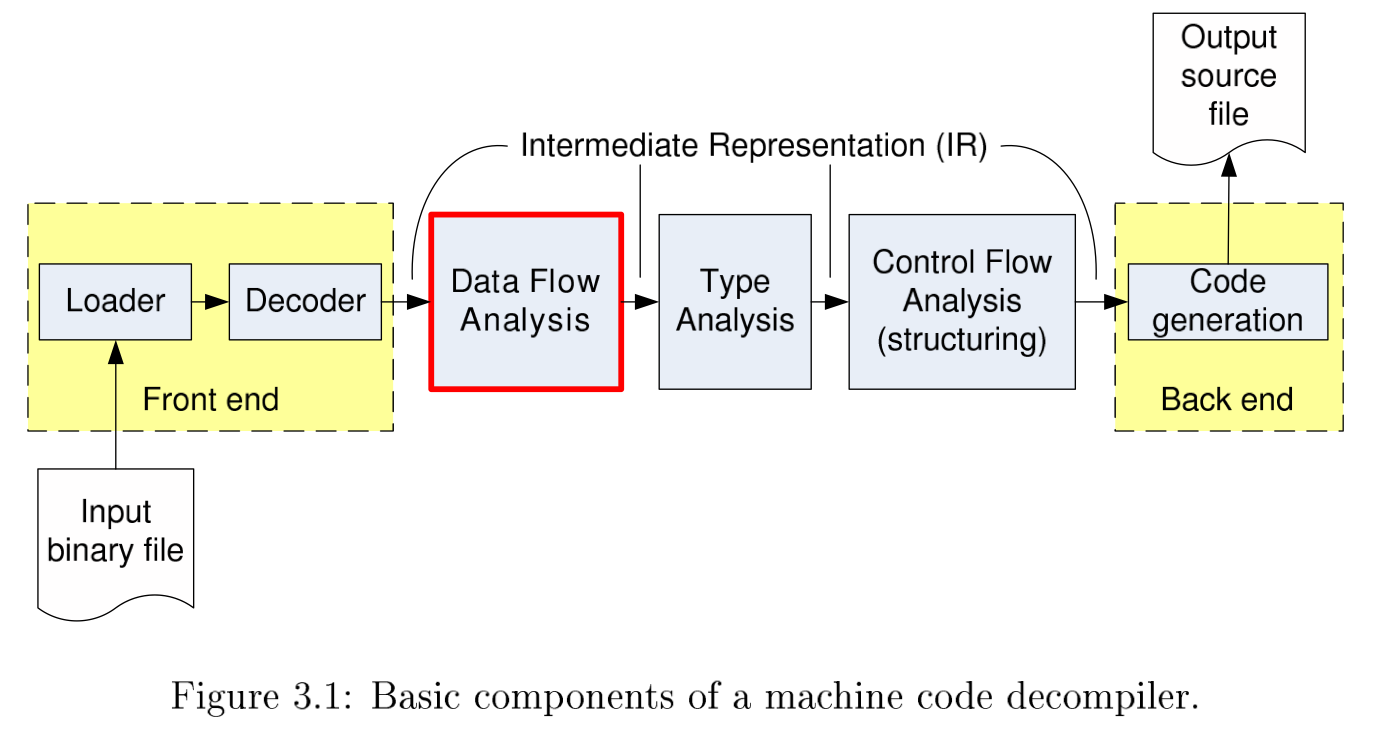 Output
source
file
Intermediate Representation (IR)
Loader
Decoder
Data Flow
Analysis
Type
Analysis
Control Flow
Analysis
(structuring)
Code
generation
Front end
Back end
Input
binary file
Figure 3.1: Basic components of a machine code decompiler.